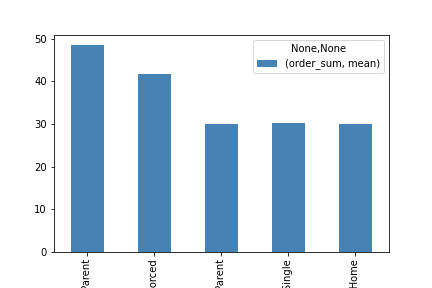 50
None,None
(order_sum, mean)
40
30
20
10
0
Parent
orced
Parent
Single
Home